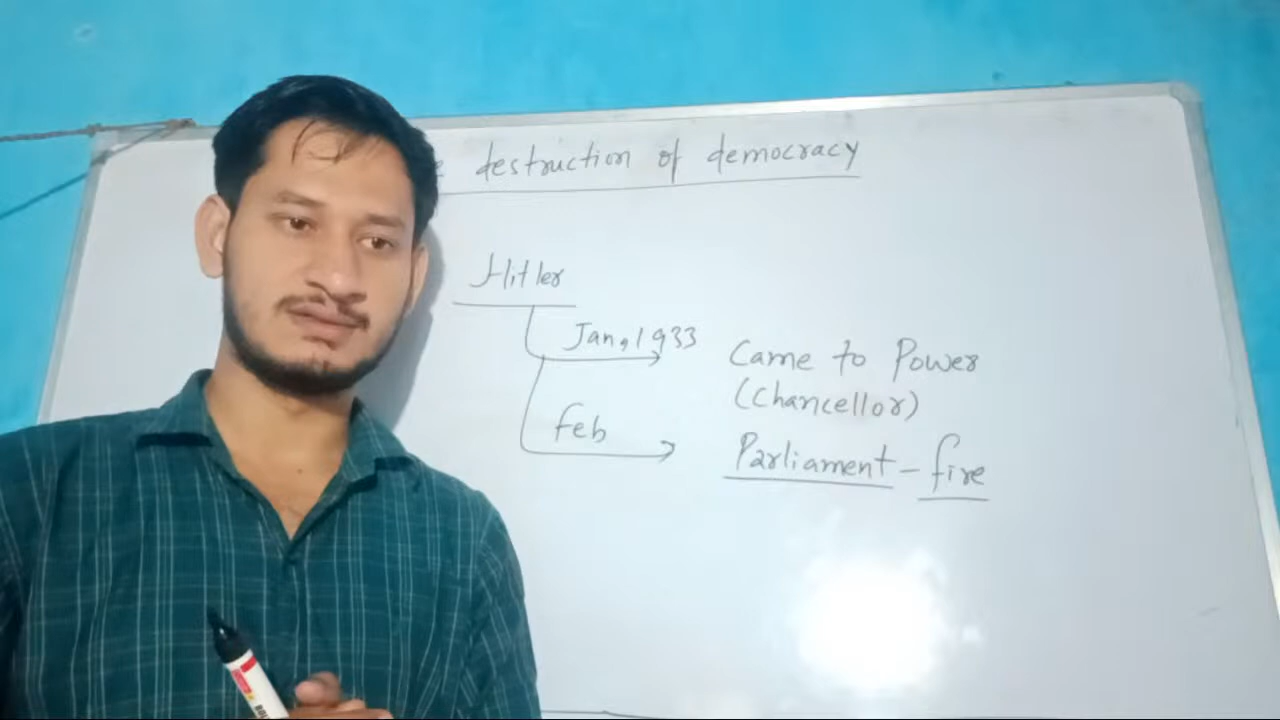 destruction of democracy
Hitler
Jan, 1933
Came to Power
(Chancellor)
Feb
Parliament - fire